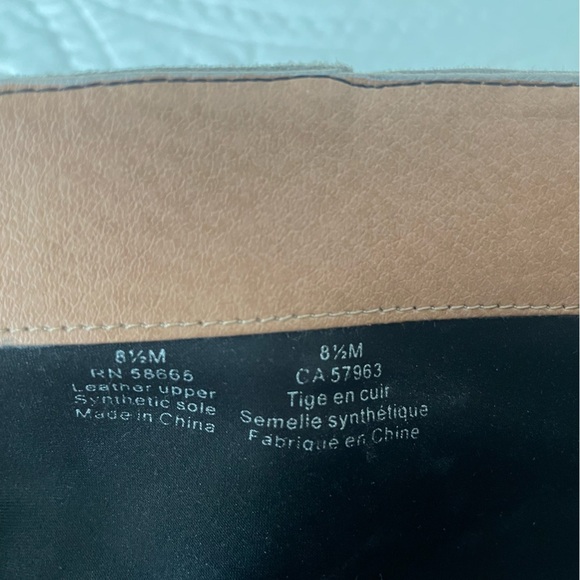 8½M
RN 58665
Leather upper
Synthetic sole
Made in China
8½M
CA 57963
Tige en cuir
Semelle synthétique
Fabriqué en Chine